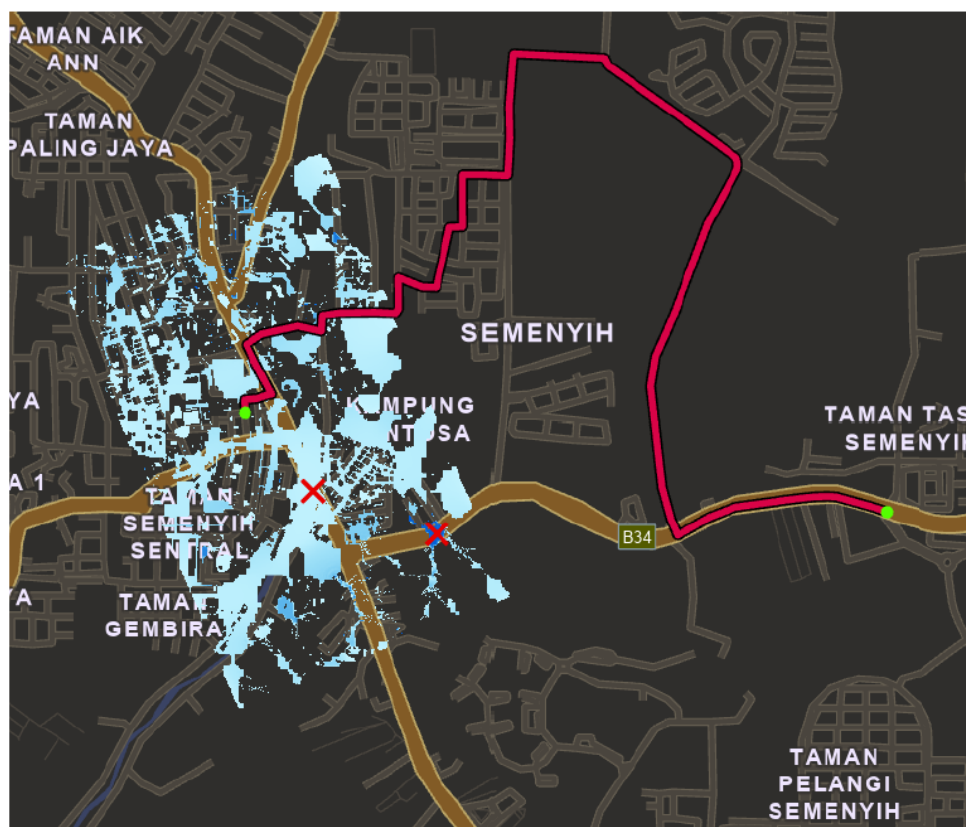 TAMAN AIK
ANN
TAMAN
PALING JAYA
SEMENYIH
KAMPUNG
TAMAN TAS
SEMENYIH
YA
A 1
TAMAN
SEMENYIH
SENTRAL
B34
YA
TAMAN
GEMBIRA
TAMAN
PELANGI
SEMENYIH